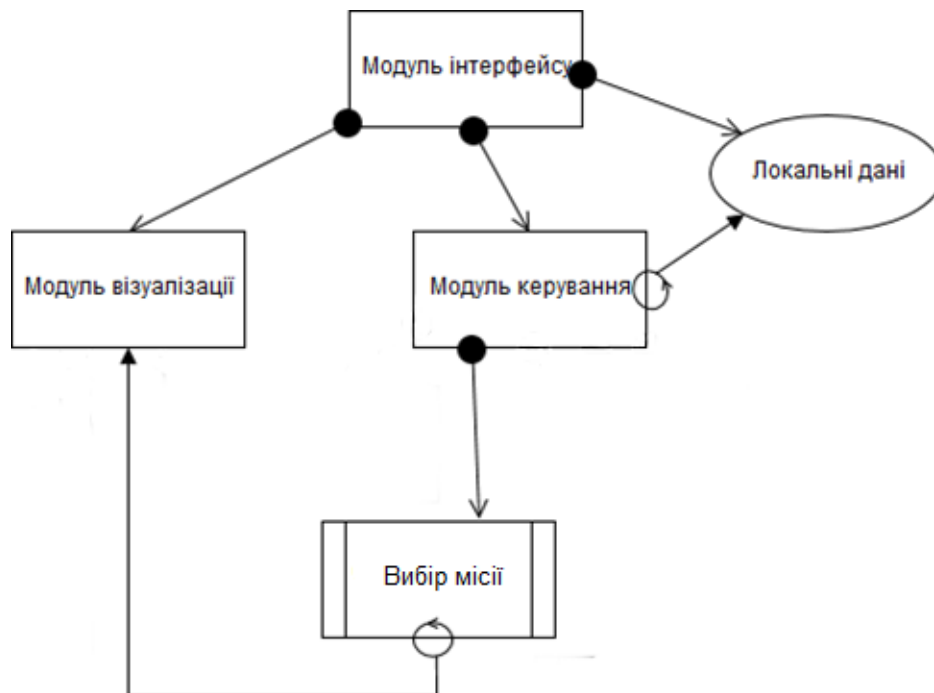 Модуль інтерфейсу
Локальні дані
Модуль візуалізації
Модуль керування
Вибір місії